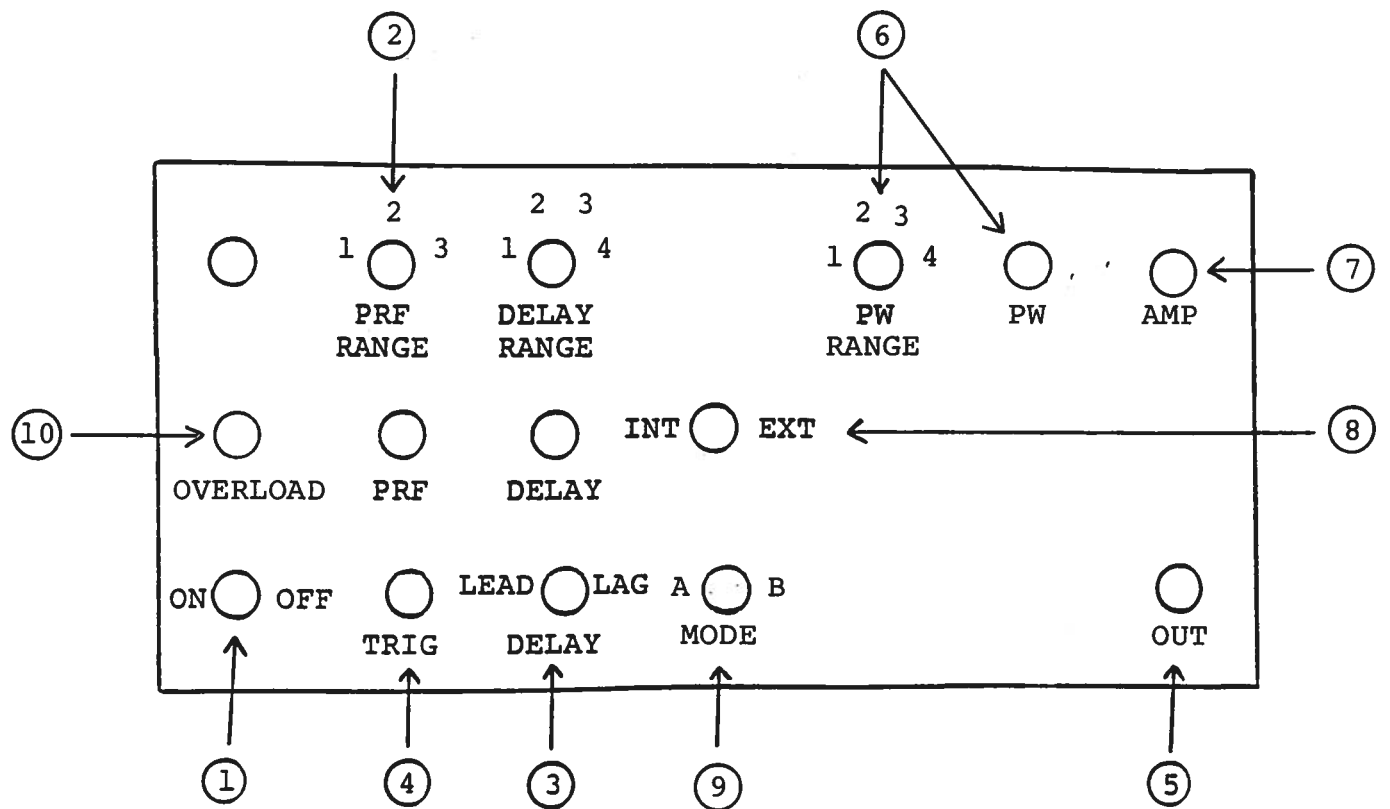 2 6
2 2 3 2 3
1 3 1 4 1 4 7
PRF DELAY PW PW AMP
RANGE RANGE RANGE
10 INT EXT 8
OVERLOAD PRF DELAY
ON OFF LEAD LAG A B
TRIG DELAY MODE OUT
1 4 3 9 5